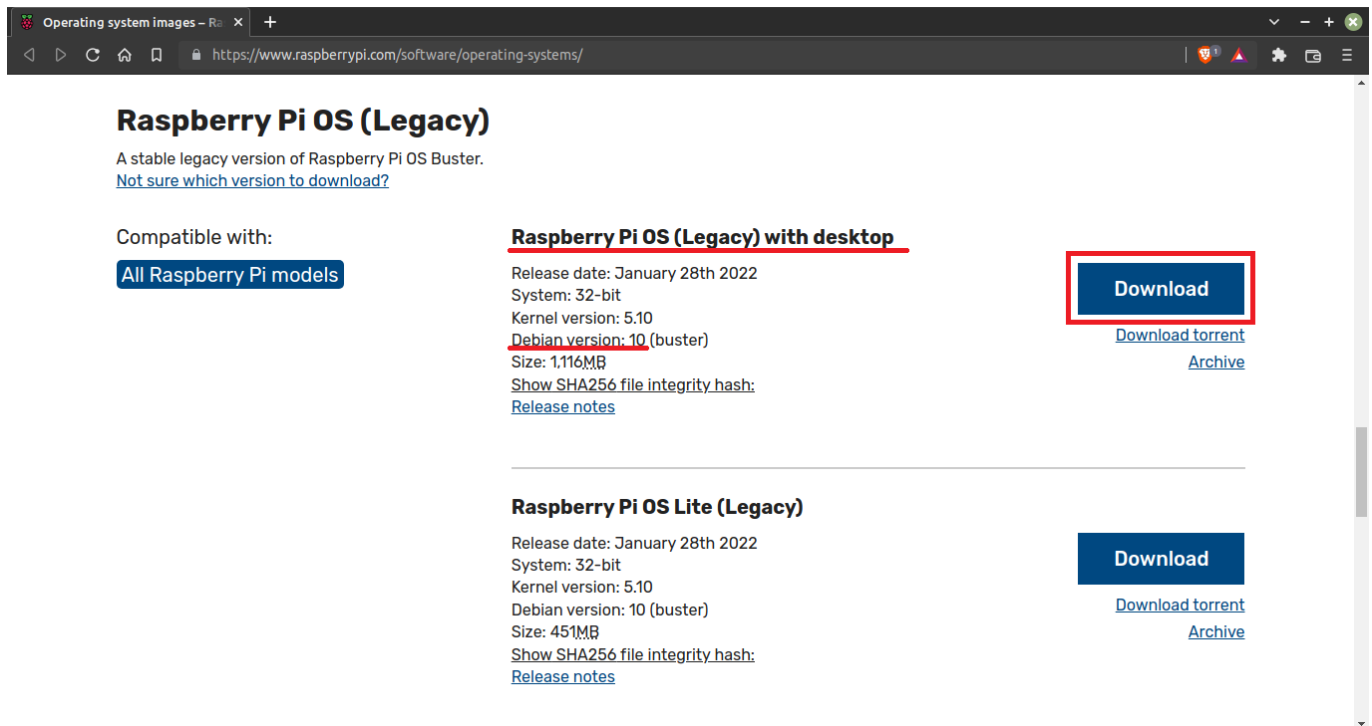 Operating system images – Ra
https://www.raspberrypi.com/software/operating-systems/
1
Raspberry Pi OS (Legacy)
A stable legacy version of Raspberry Pi OS Buster.
Not sure which version to download?
Compatible with:
All Raspberry Pi models
Raspberry Pi OS (Legacy) with desktop
Release date: January 28th 2022
System: 32-bit
Kernel version: 5.10
Debian version: 10 (buster)
Size: 1,116MB
Show SHA256 file integrity hash:
Release notes
Download
Download torrent
Archive
Raspberry Pi OS Lite (Legacy)
Release date: January 28th 2022
System: 32-bit
Kernel version: 5.10
Debian version: 10 (buster)
Size: 451MB
Show SHA256 file integrity hash:
Release notes
Download
Download torrent
Archive